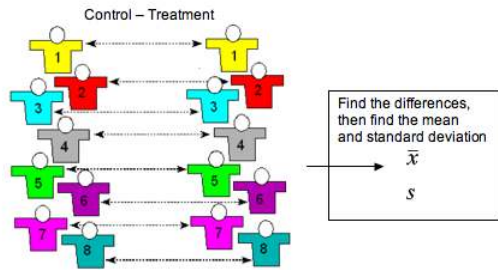 Control – Treatment
1 1
2 2
3 3
4 4
5 5
6 6
7 7
8 8
Find the differences,
then find the mean
and standard deviation
x̄
s